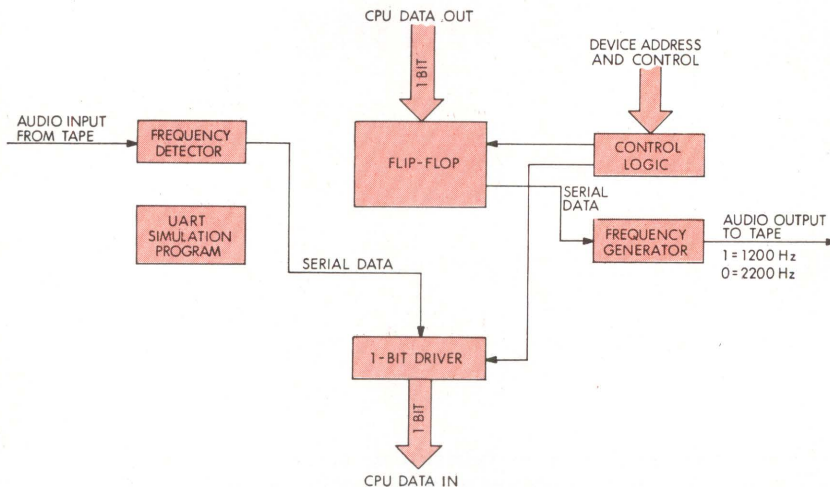 CPU DATA OUT
1 BIT
DEVICE ADDRESS
AND CONTROL
AUDIO INPUT
FROM TAPE
FREQUENCY
DETECTOR
FLIP-FLOP
CONTROL
LOGIC
SERIAL
DATA
UART
SIMULATION
PROGRAM
FREQUENCY
GENERATOR
AUDIO OUTPUT
TO TAPE
1=1200 Hz
0=2200 Hz
SERIAL DATA
1-BIT DRIVER
1 BIT
CPU DATA IN